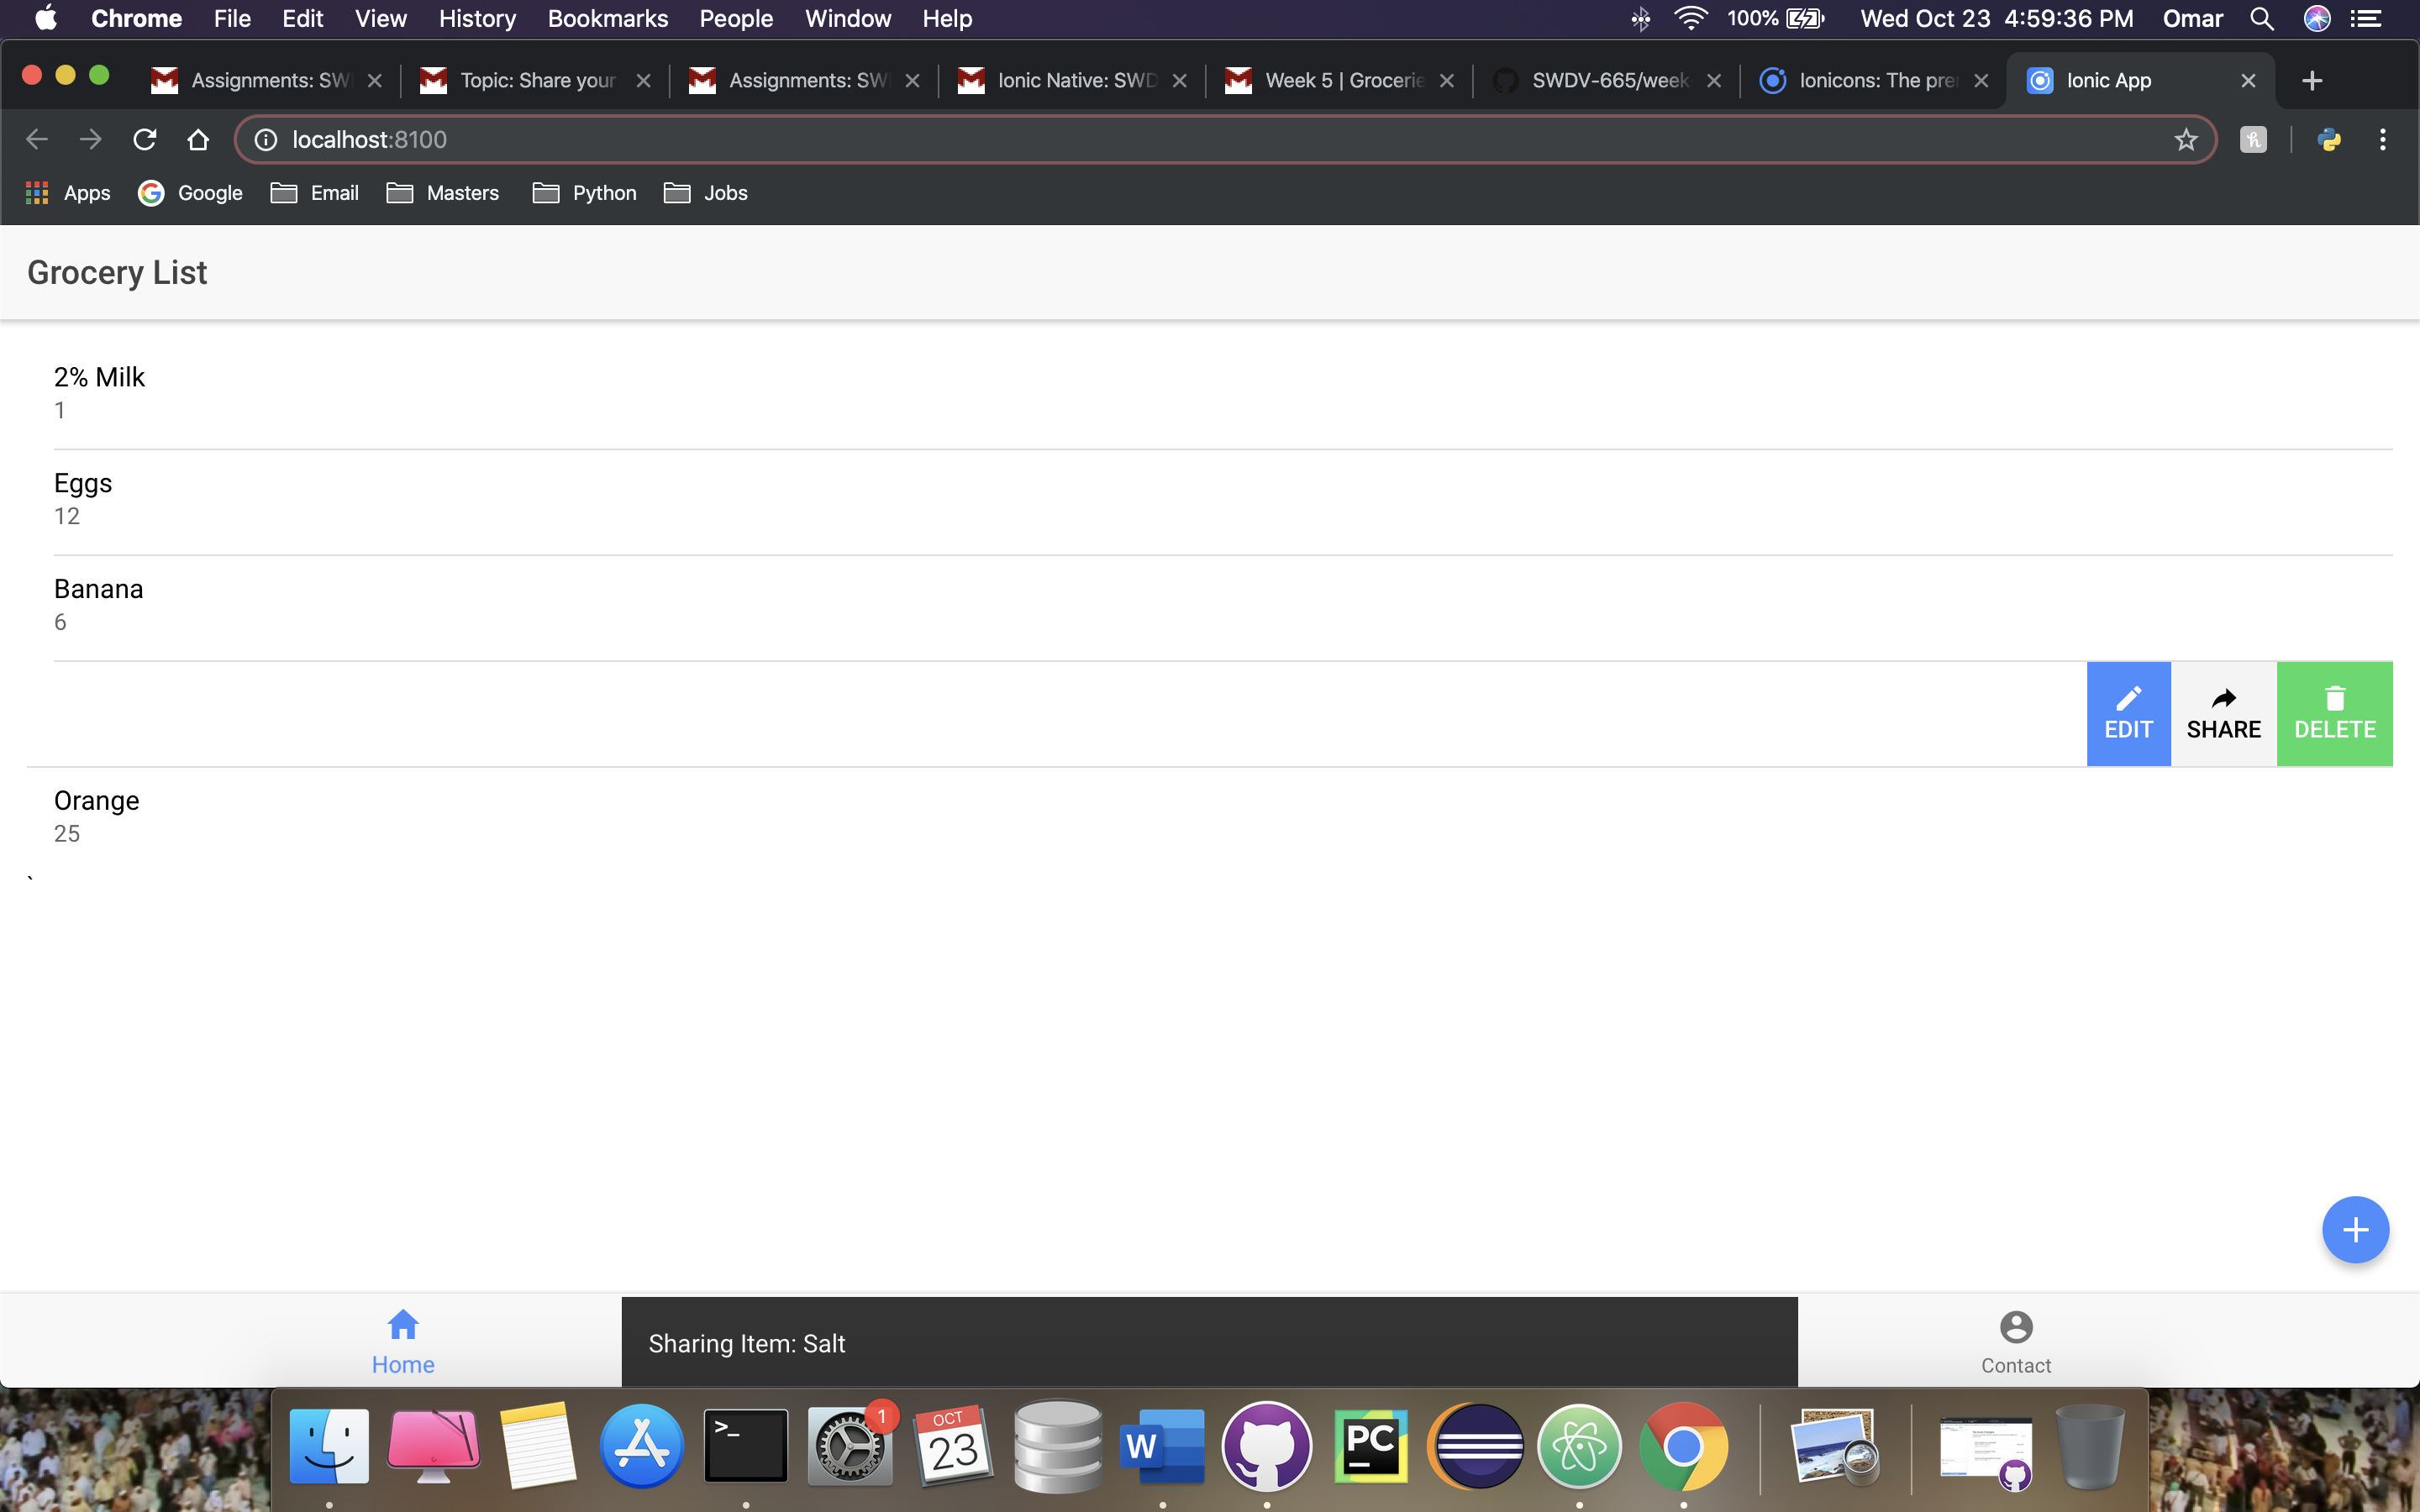 Chrome File Edit View History Bookmarks People Window Help 100% Wed Oct 23 4:59:36 PM Omar
Assignments: SW Topic: Share your Assignments: SW Ionic Native: SWD Week 5 | Grocerie SWDV-665/week Ionicons: The pre Ionic App
localhost:8100
Apps Google Email Masters Python Jobs
Grocery List
2% Milk
1
Eggs
12
Banana
6
EDIT SHARE DELETE
Orange
25
`
Home Sharing Item: Salt Contact
>_ 1 OCT 23 W PC